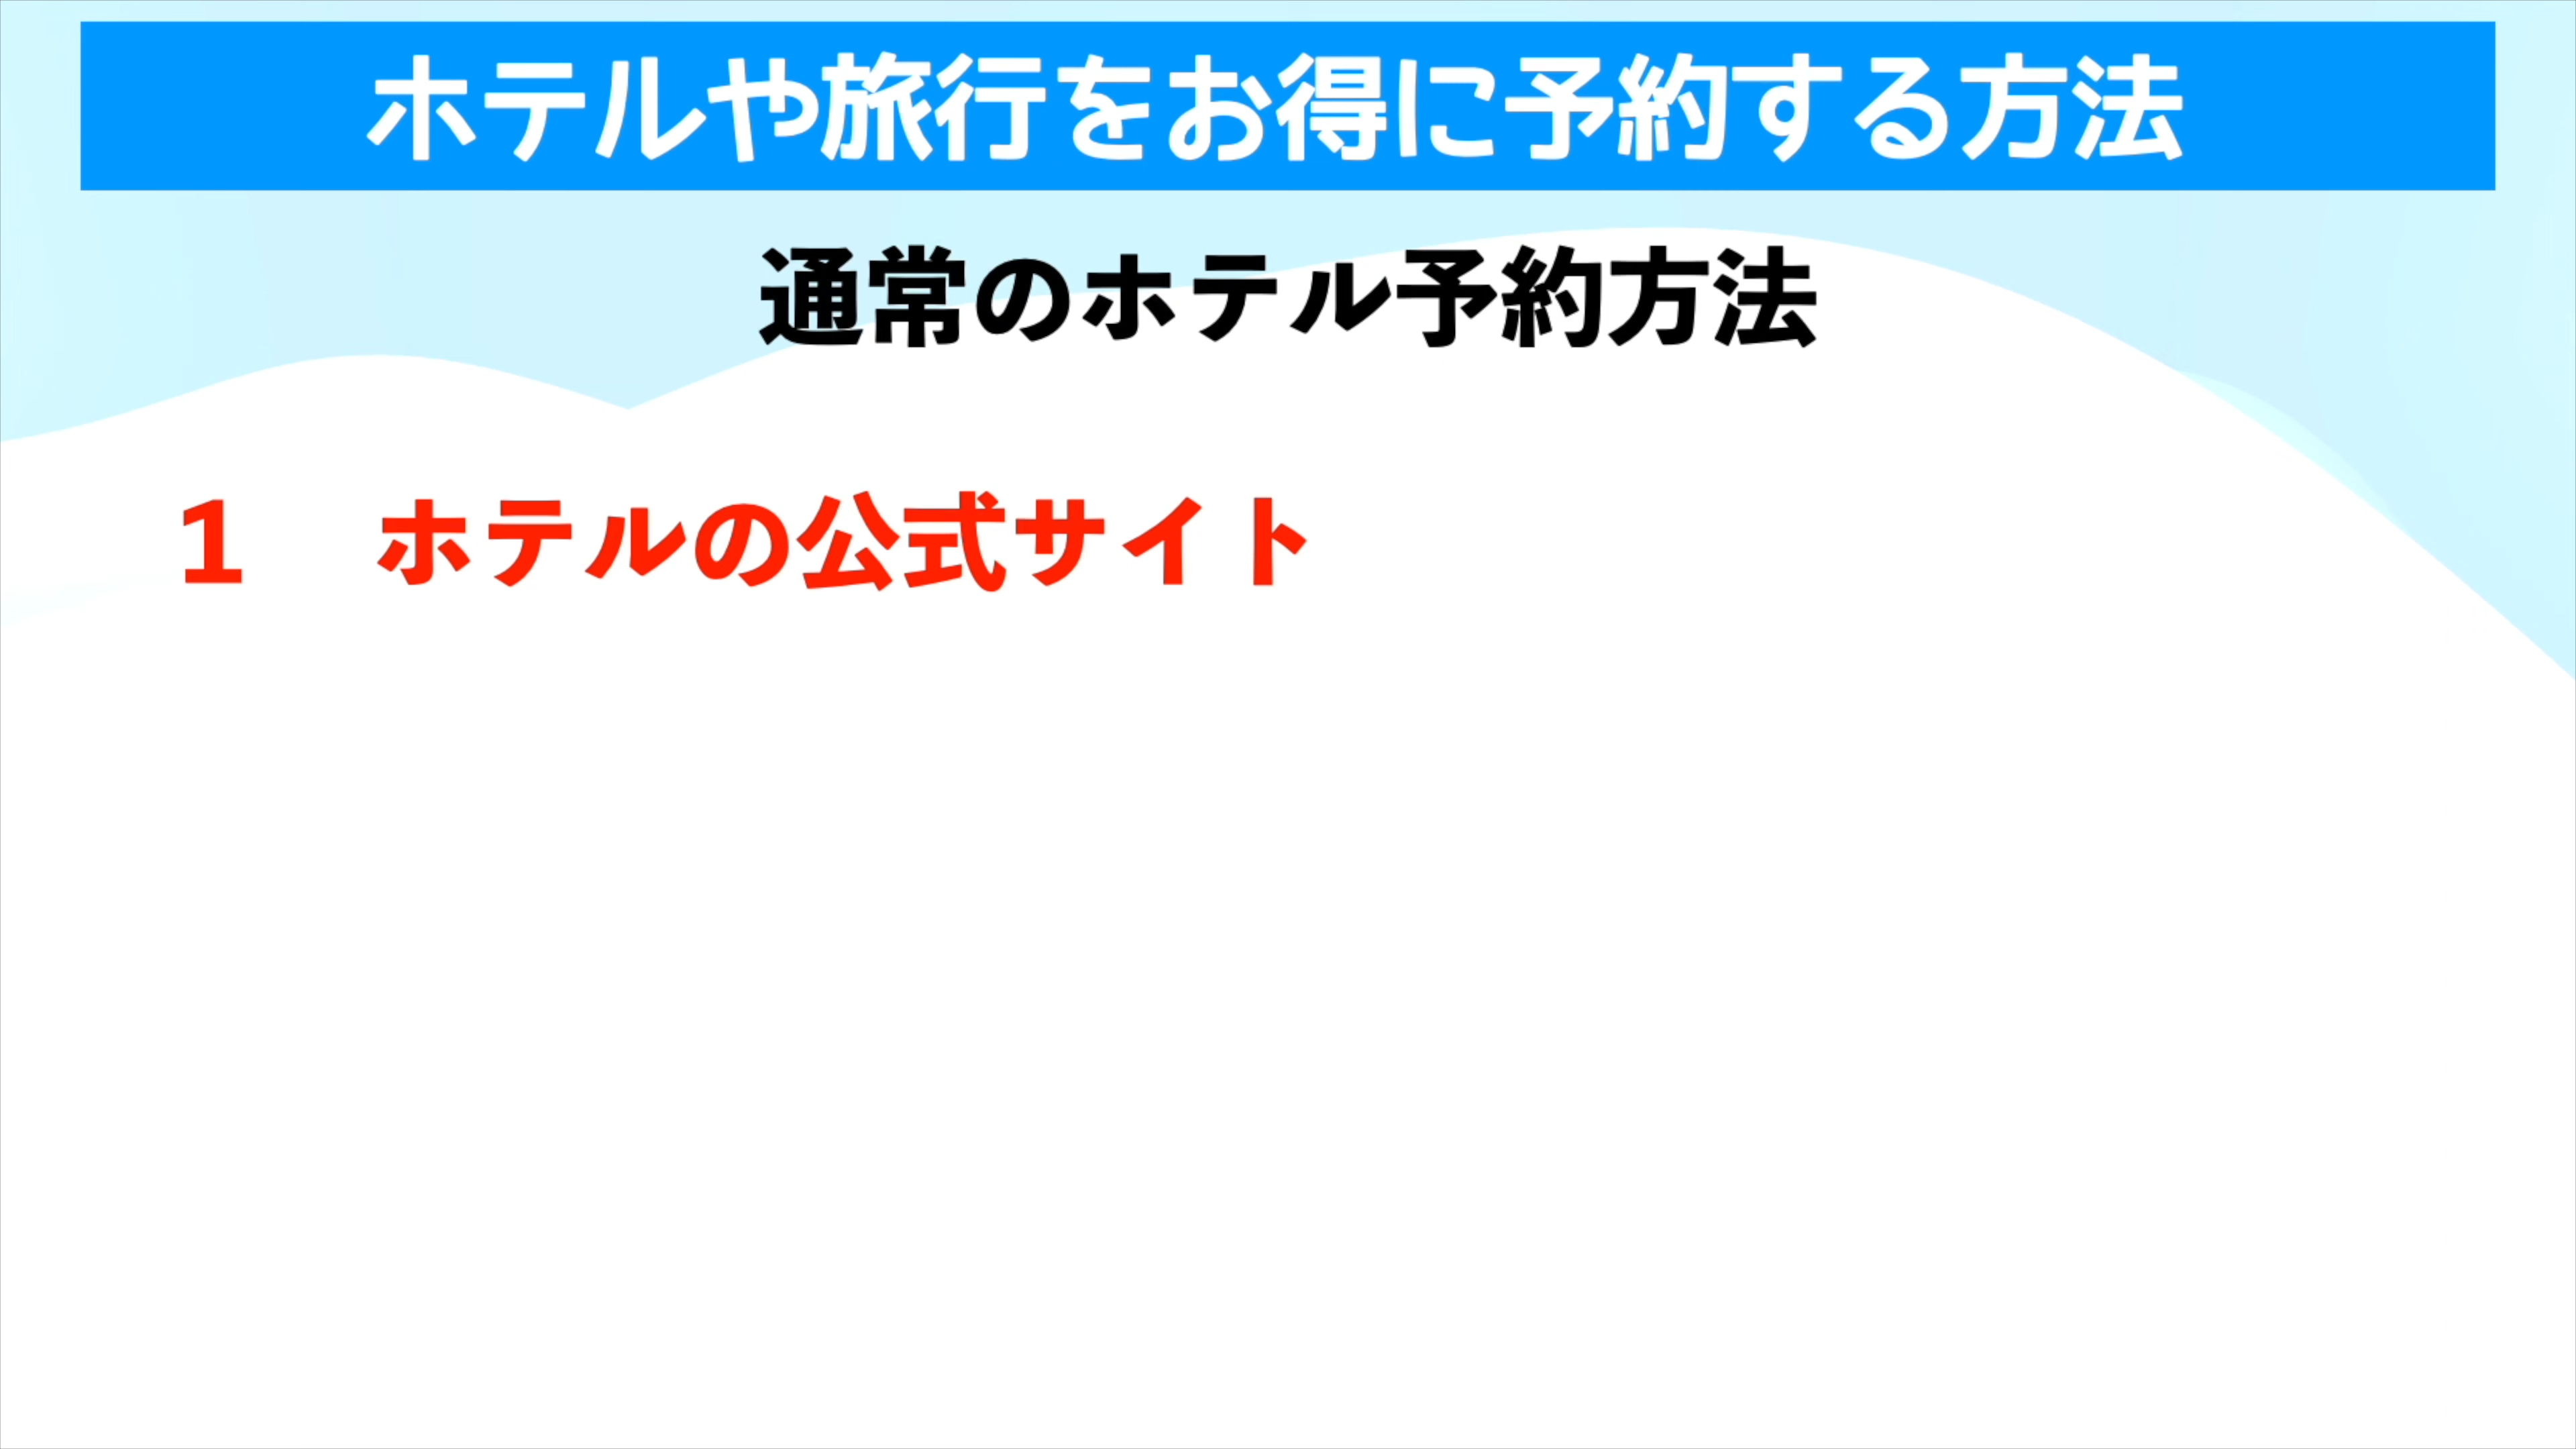 ホテルや旅行をお得に予約する方法
通常のホテル予約方法
１　ホテルの公式サイト